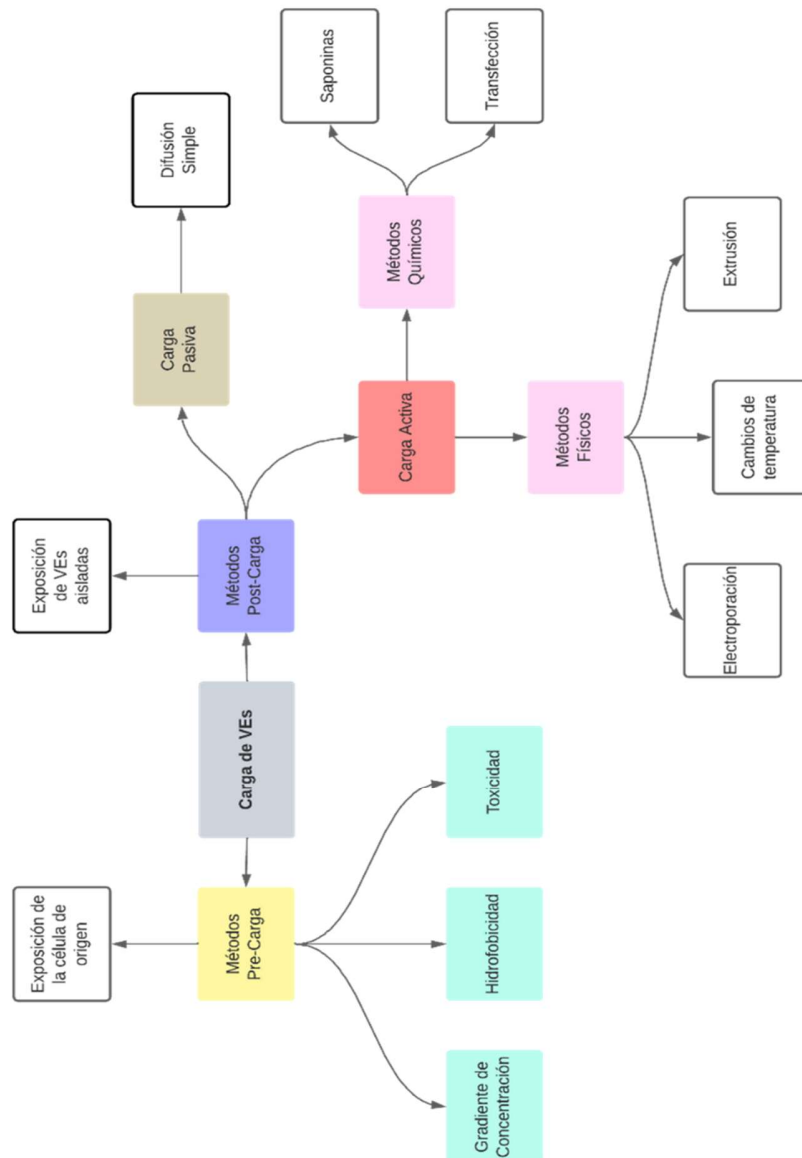 Exposición de
la célula de
origen
Exposición
de VEs
aisladas
Métodos
Pre-Carga
Carga de VEs
Métodos
Post-Carga
Carga
Pasiva
Difusión
Simple
Gradiente de
Concentración
Hidrofobicidad
Toxicidad
Carga Activa
Métodos
Químicos
Saponinas
Transfección
Métodos
Físicos
Electroporación
Cambios de
temperatura
Extrusión